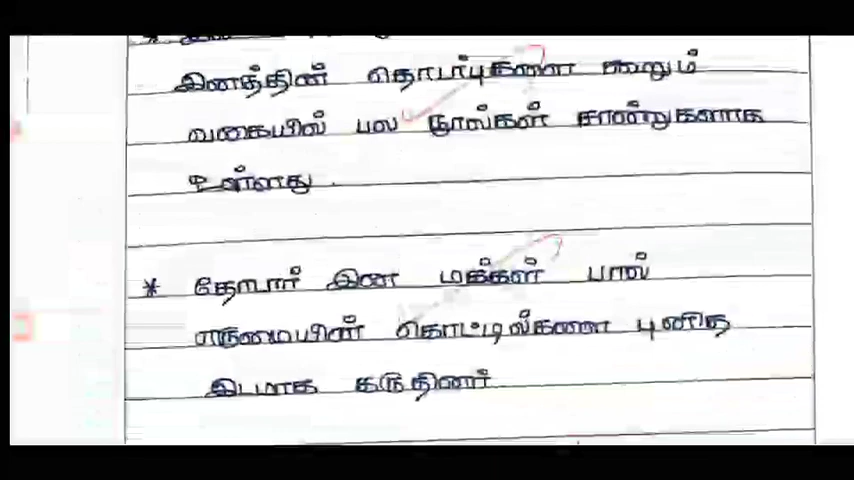 இனத்தின் தொடர்புகளை கூறும்
வகையில் பல நூல்கள் சான்றுகளாக
உள்ளது.
* தோடர் இன மக்கள் பால்
எருமையின் கொட்டில்களை புனித
இடமாக கருதினர்